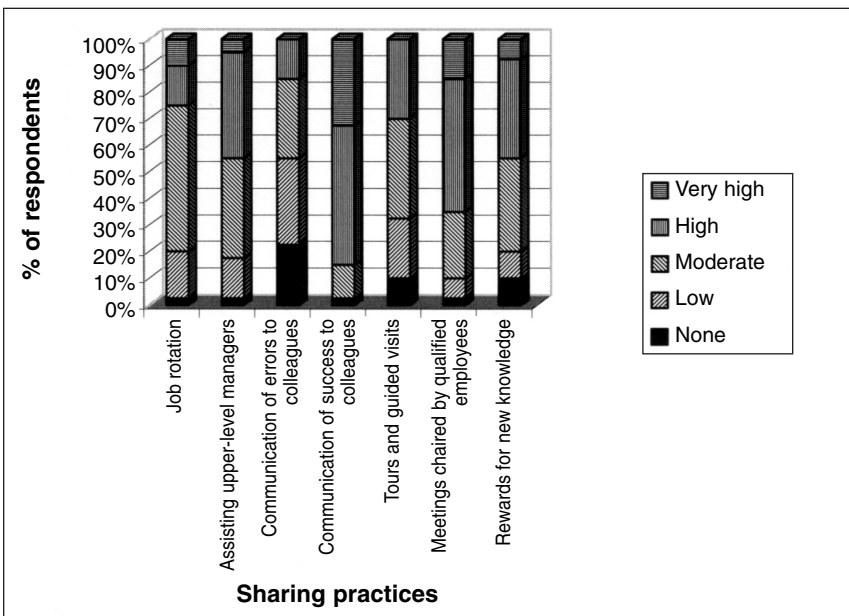 % of respondents
100%
90%
80%
70%
60%
50%
40%
30%
20%
10%
0%
Job rotation
Assisting upper-level managers
Communication of errors to
colleagues
Communication of success to
colleagues
Tours and guided visits
Meetings chaired by qualified
employees
Rewards for new knowledge
Sharing practices
Very high
High
Moderate
Low
None